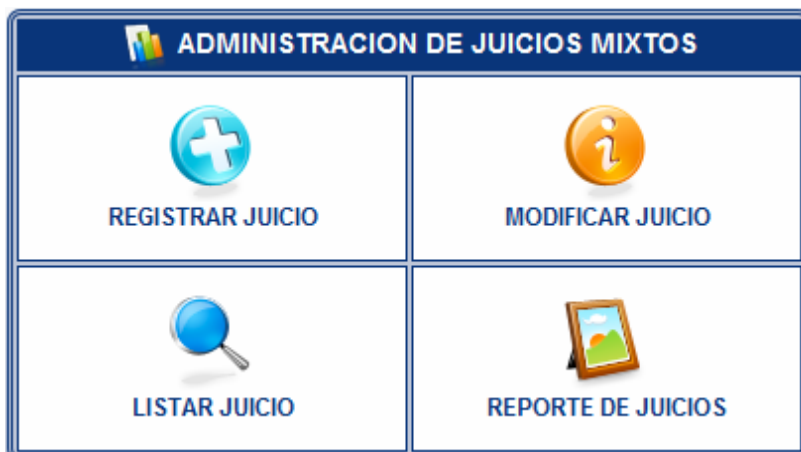 ADMINISTRACION DE JUICIOS MIXTOS
REGISTRAR JUICIO
MODIFICAR JUICIO
LISTAR JUICIO
REPORTE DE JUICIOS